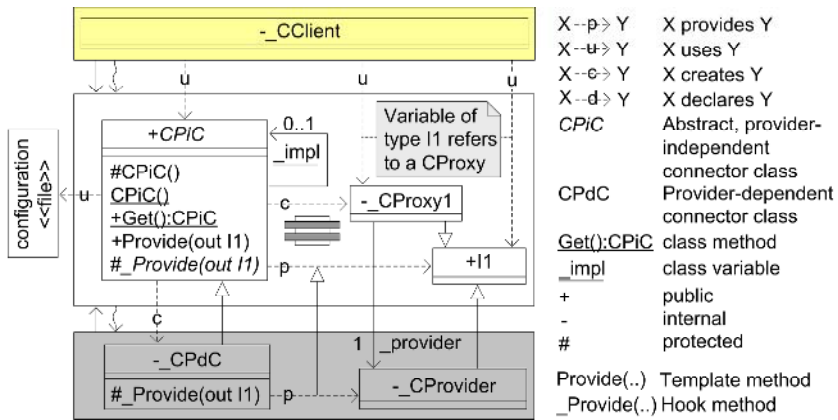 -_CClient
u
u
u
+CPiC
#CPiC()
CPiC()
+Get():CPiC
+Provide(out I1)
#_Provide(out I1)
0..1
_impl
Variable of
type I1 refers
to a CProxy
configuration
<<file>>
u
c
-_CProxy1
+I1
p
c
1
_provider
-_CPdC
#_Provide(out I1)
p
-_CProvider
X--p-> Y X provides Y
X--u-> Y X uses Y
X--c-> Y X creates Y
X--d-> Y X declares Y
CPiC Abstract, provider-
independent
connector class
CPdC Provider-dependent
connector class
Get():CPiC class method
_impl class variable
+ public
- internal
# protected
Provide(..) Template method
_Provide(..) Hook method